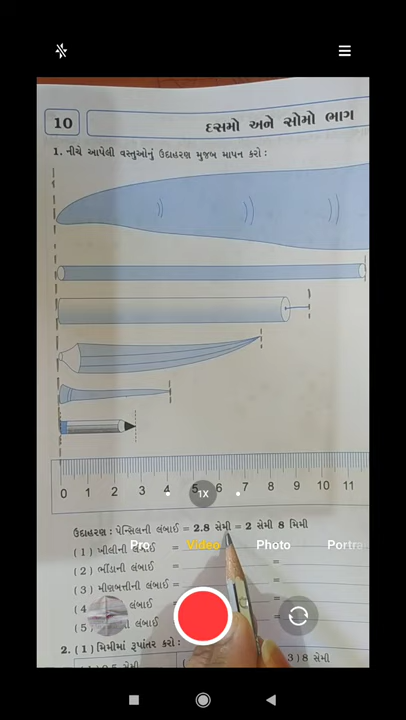 10 દસમો અને સોમો ભાગ
1. નીચે આપેલી વસ્તુઓનું ઉદાહરણ મુજબ માપન કરો :
0 1 2 3 4 5 6 7 8 9 10 11
1X
ઉદાહરણ : પેન્સિલની લંબાઈ = 2.8 સેમી = 2 સેમી 8 મિમી
Pro Video Photo Portra
(1) ખીલીની લંબાઈ =
(2) ભીંડાની લંબાઈ = =
(3) મીણબત્તીની લંબાઈ = =
(4 લંબાઈ = =
(5) લંબાઈ =
2. (1) મિમીમાં રૂપાંતર કરો :
3) 8 સેમી